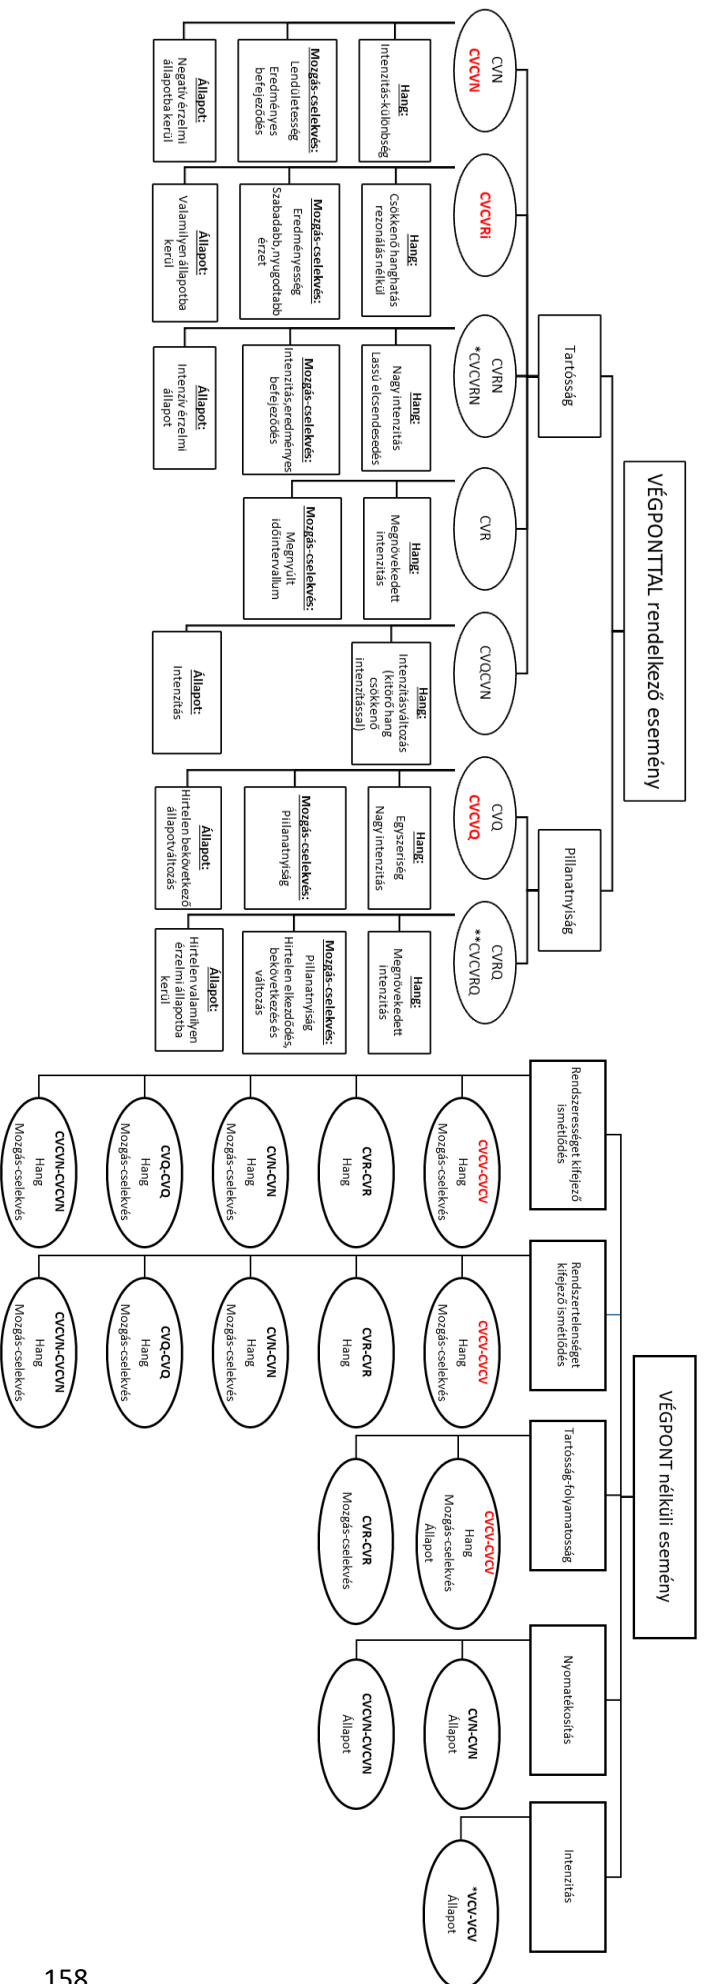 VÉGPONTTAL rendelkező esemény
Tartósság
CVN
CVCVN
Hang:
Intenzitás-különbség
Mozgás-cselekvés:
Lendületesség
Eredményes
befejeződés
Állapot:
Negatív érzelmi
állapotba kerül
CVCVRi
Hang:
Csökkenő hanghatás
rezonálás nélkül
Mozgás-cselekvés:
Eredményesség
Szabadabb,nyugodtabb
érzet
Állapot:
Valamilyen állapotba
kerül
CVRN
*CVCVRN
Hang:
Nagy intenzitás
Lassú elcsendesedés
Mozgás-cselekvés:
Intenzitás,eredményes
befejeződés
Állapot:
Intenzív érzelmi
állapot
CVR
Hang:
Megnövekedett
intenzitás
Mozgás-cselekvés:
Megnyúlt
időintervallum
CVQCVN
Hang:
Intenzításváltozás
(kitörő hang
csökkenő
intenzitással)
Állapot:
Intenzítás
Pillanatnyiság
CVQ
CVCVQ
Hang:
Egyszeriség
Nagy intenzitás
Mozgás-cselekvés:
Piilanatnyiság
Állapot:
Hirtelen bekövetkező
állapotváltozás
CVRQ
**CVCVRQ
Hang:
Megnövekedett
intenzitás
Mozgás-cselekvés:
Pillanatnyiság
Hirtelen elkezdődés,
bekövetkezés és
változás
Állapot:
Hirtelen valamilyen
érzelmi állapotba
kerül
VÉGPONT nélküli esemény
Rendszerességet kifejező
ismétlődés
CVCV-CVCV
Hang
Mozgás-cselekvés
CVR-CVR
Hang
CVN-CVN
Hang
Mozgás-cselekvés
CVQ-CVQ
Hang
Mozgás-cselekvés
CVCVN-CVCVN
Hang
Mozgás-cselekvés
Rendszertelenséget
kifejező ismétlődés
CVCV-CVCV
Hang
Mozgás-cselekvés
CVR-CVR
Hang
CVN-CVN
Hang
Mozgás-cselekvés
CVQ-CVQ
Hang
Mozgás-cselekvés
CVCVN-CVCVN
Hang
Mozgás-cselekvés
Tartósság-folyamatosság
CVCV-CVCV
Hang
Mozgás-cselekvés
Állapot
CVR-CVR
Mozgás-cselekvés
Nyomatékosítás
CVN-CVN
Állapot
CVCVN-CVCVN
Állapot
Intenzitás
*VCV-VCV
Állapot
158